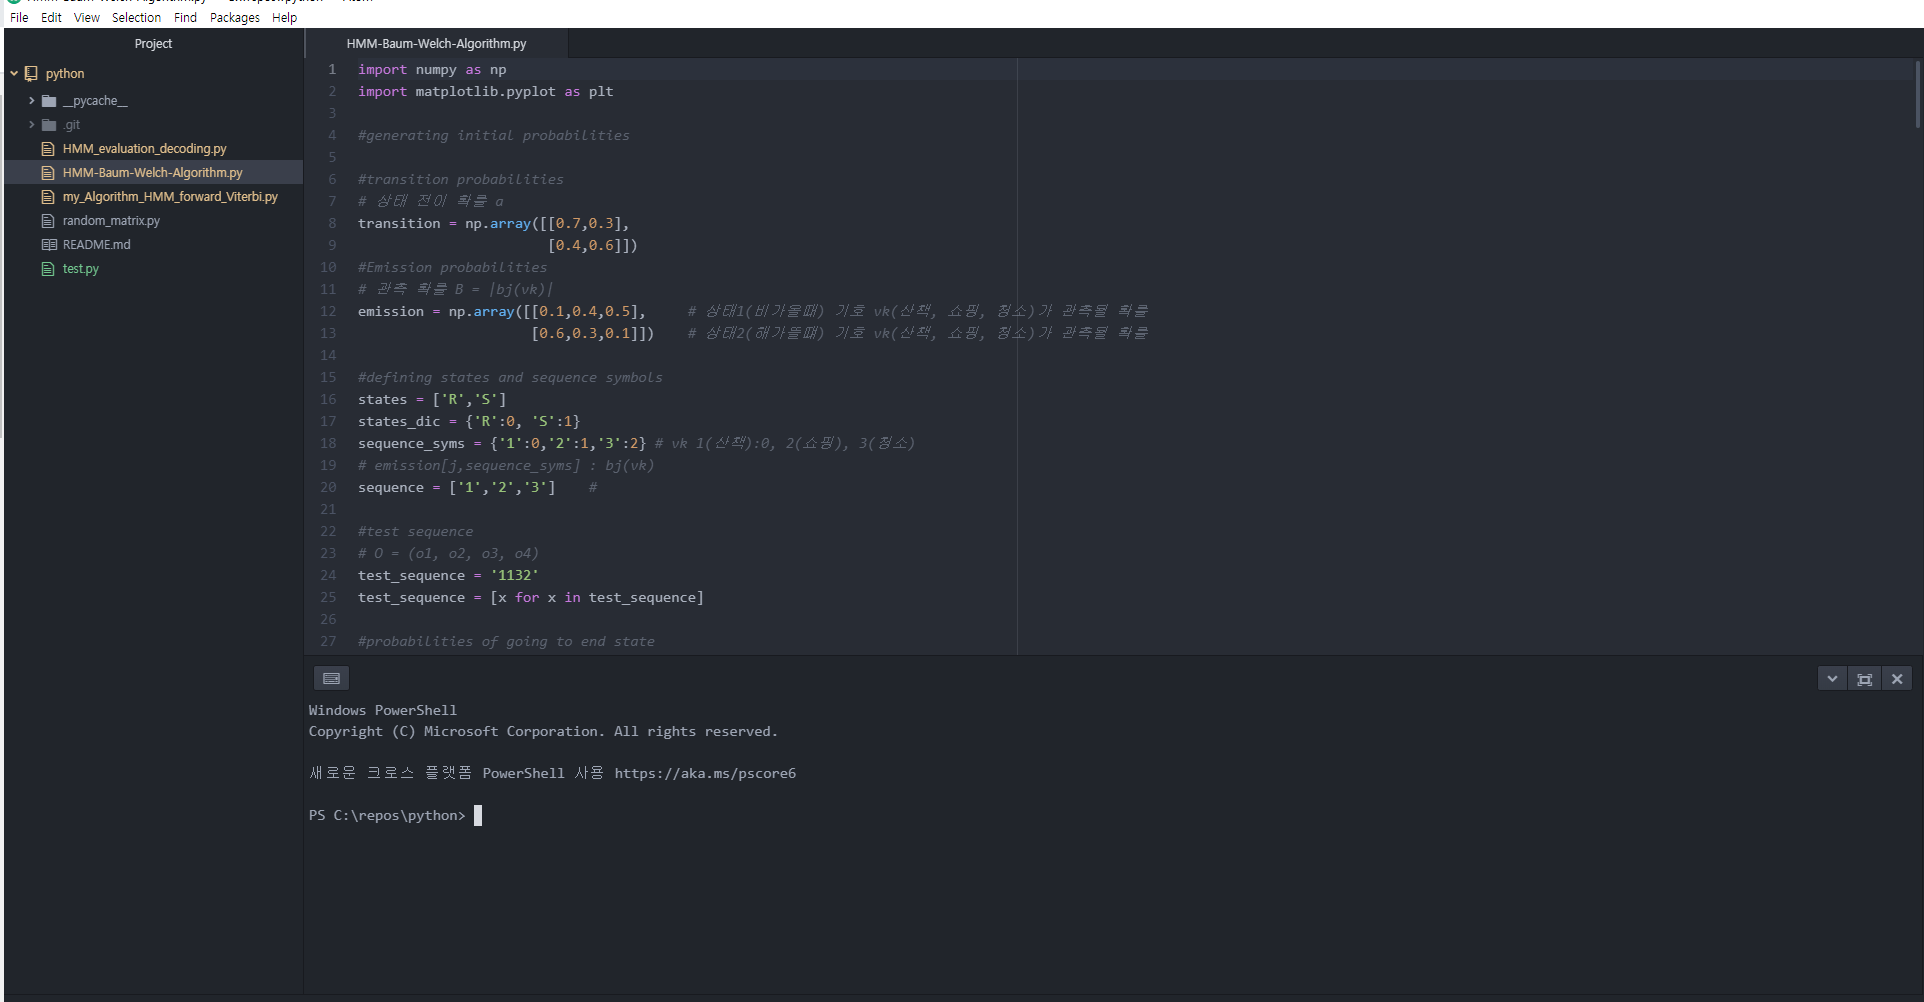 File Edit View Selection Find Packages Help
Project
python
__pycache__
.git
HMM_evaluation_decoding.py
HMM-Baum-Welch-Algorithm.py
my_Algorithm_HMM_forward_Viterbi.py
random_matrix.py
README.md
test.py
HMM-Baum-Welch-Algorithm.py
1 import numpy as np
2 import matplotlib.pyplot as plt
3
4 #generating initial probabilities
5
6 #transition probabilities
7 # 상태 전이 확률 a
8 transition = np.array([[0.7,0.3],
9 [0.4,0.6]])
10 #Emission probabilities
11 # 관측 확률 B = |bj(vk)|
12 emission = np.array([[0.1,0.4,0.5], # 상태1(비가올때) 기호 vk(산책, 쇼핑, 청소)가 관측될 확률
13 [0.6,0.3,0.1]]) # 상태2(해가뜰때) 기호 vk(산책, 쇼핑, 청소)가 관측될 확률
14
15 #defining states and sequence symbols
16 states = ['R','S']
17 states_dic = {'R':0, 'S':1}
18 sequence_syms = {'1':0,'2':1,'3':2} # vk 1(산책):0, 2(쇼핑), 3(청소)
19 # emission[j,sequence_syms] : bj(vk)
20 sequence = ['1','2','3'] #
21
22 #test sequence
23 # O = (o1, o2, o3, o4)
24 test_sequence = '1132'
25 test_sequence = [x for x in test_sequence]
26
27 #probabilities of going to end state
Windows PowerShell
Copyright (C) Microsoft Corporation. All rights reserved.
새로운 크로스 플랫폼 PowerShell 사용 https://aka.ms/pscore6
PS C:\repos\python>